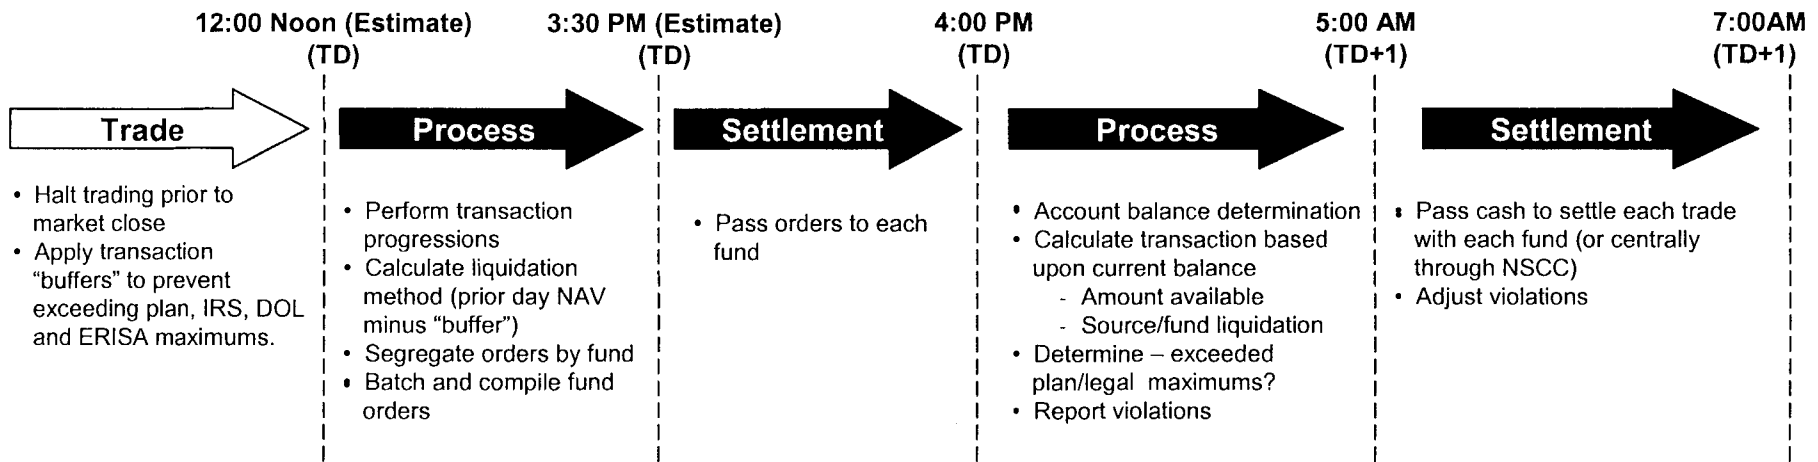 12:00 Noon (Estimate)
(TD)
3:30 PM (Estimate)
(TD)
4:00 PM
(TD)
5:00 AM
(TD+1)
7:00AM
(TD+1)
Trade
• Halt trading prior to
market close
• Apply transaction
“buffers” to prevent
exceeding plan, IRS, DOL
and ERISA maximums.
Process
• Perform transaction
progressions
• Calculate liquidation
method (prior day NAV
minus “buffer”)
• Segregate orders by fund
• Batch and compile fund
orders
Settlement
• Pass orders to each
fund
Process
• Account balance determination
• Calculate transaction based
upon current balance
- Amount available
- Source/fund liquidation
• Determine – exceeded
plan/legal maximums?
• Report violations
Settlement
• Pass cash to settle each trade
with each fund (or centrally
through NSCC)
• Adjust violations